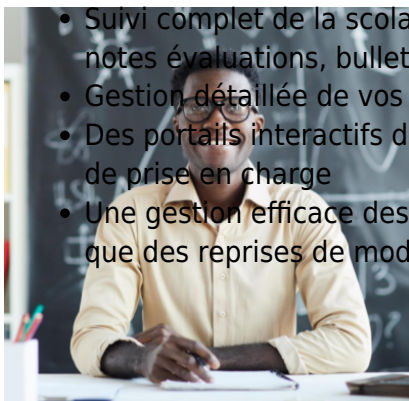 Suivi complet de la scola
notes évaluations, bullet
Gestion détaillée de vos
Des portails interactifs d
de prise en charge
Une gestion efficace des
que des reprises de mod